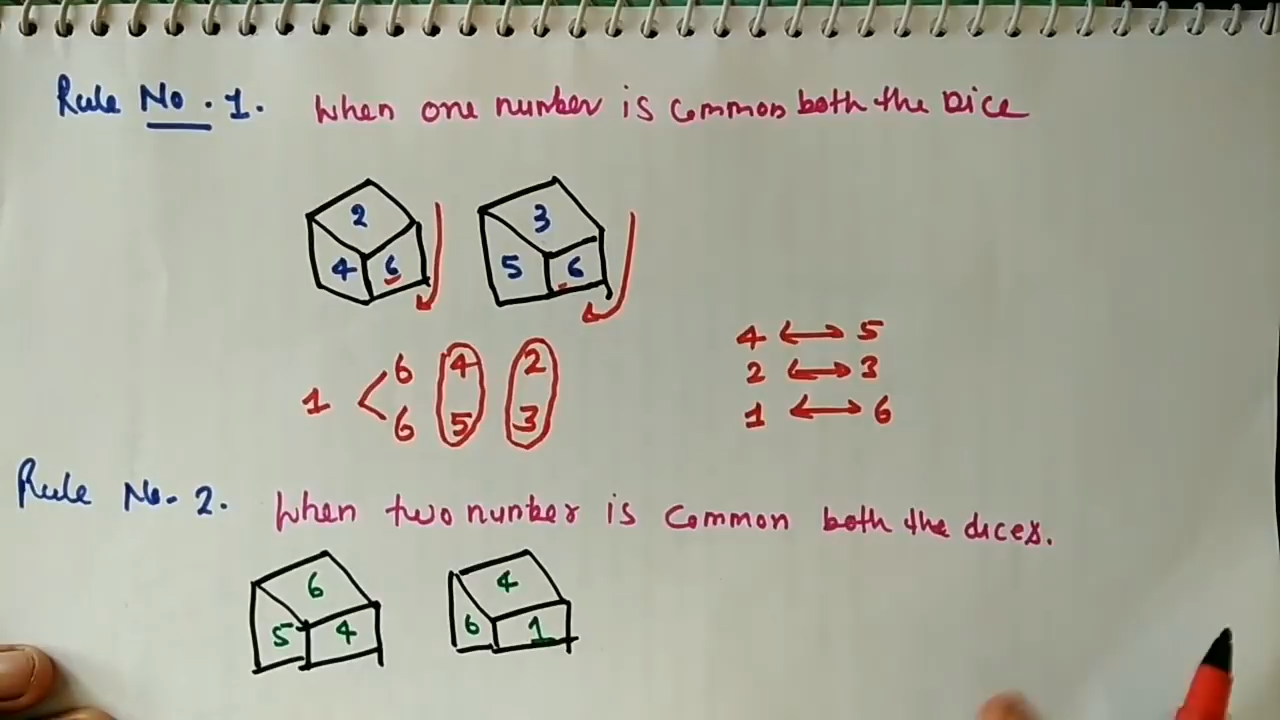 Rule No. 1. When one number is common both the Dice
2 3
4 6 5 6
6 4 2
1 < 6 5 3
4 ↔ 5
2 ↔ 3
1 ↔ 6
Rule No. 2. When two number is common both the dices.
6 4
5 4 6 1